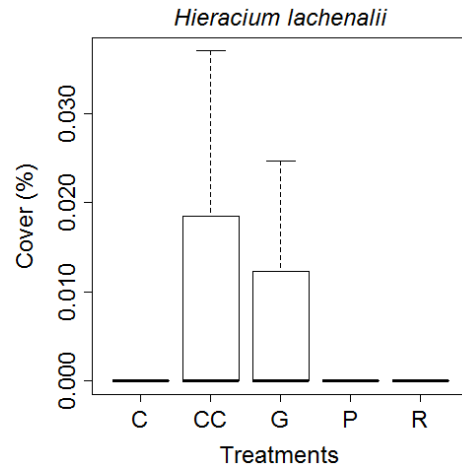 Hieracium lachenalii
Cover (%)
0.030
0.020
0.010
0.000
C CC G P R
Treatments